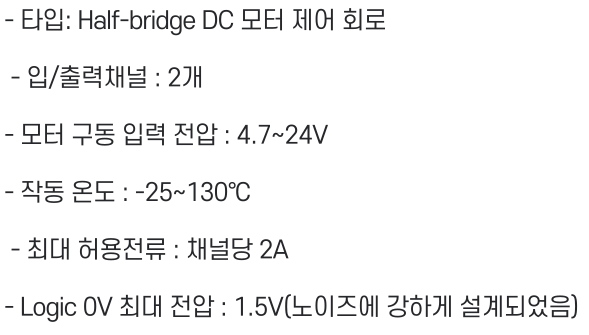 - 타입: Half-bridge DC 모터 제어 회로
- 입/출력채널 : 2개
- 모터 구동 입력 전압 : 4.7~24V
- 작동 온도 : -25~130℃
- 최대 허용전류 : 채널당 2A
- Logic 0V 최대 전압 : 1.5V(노이즈에 강하게 설계되었음)